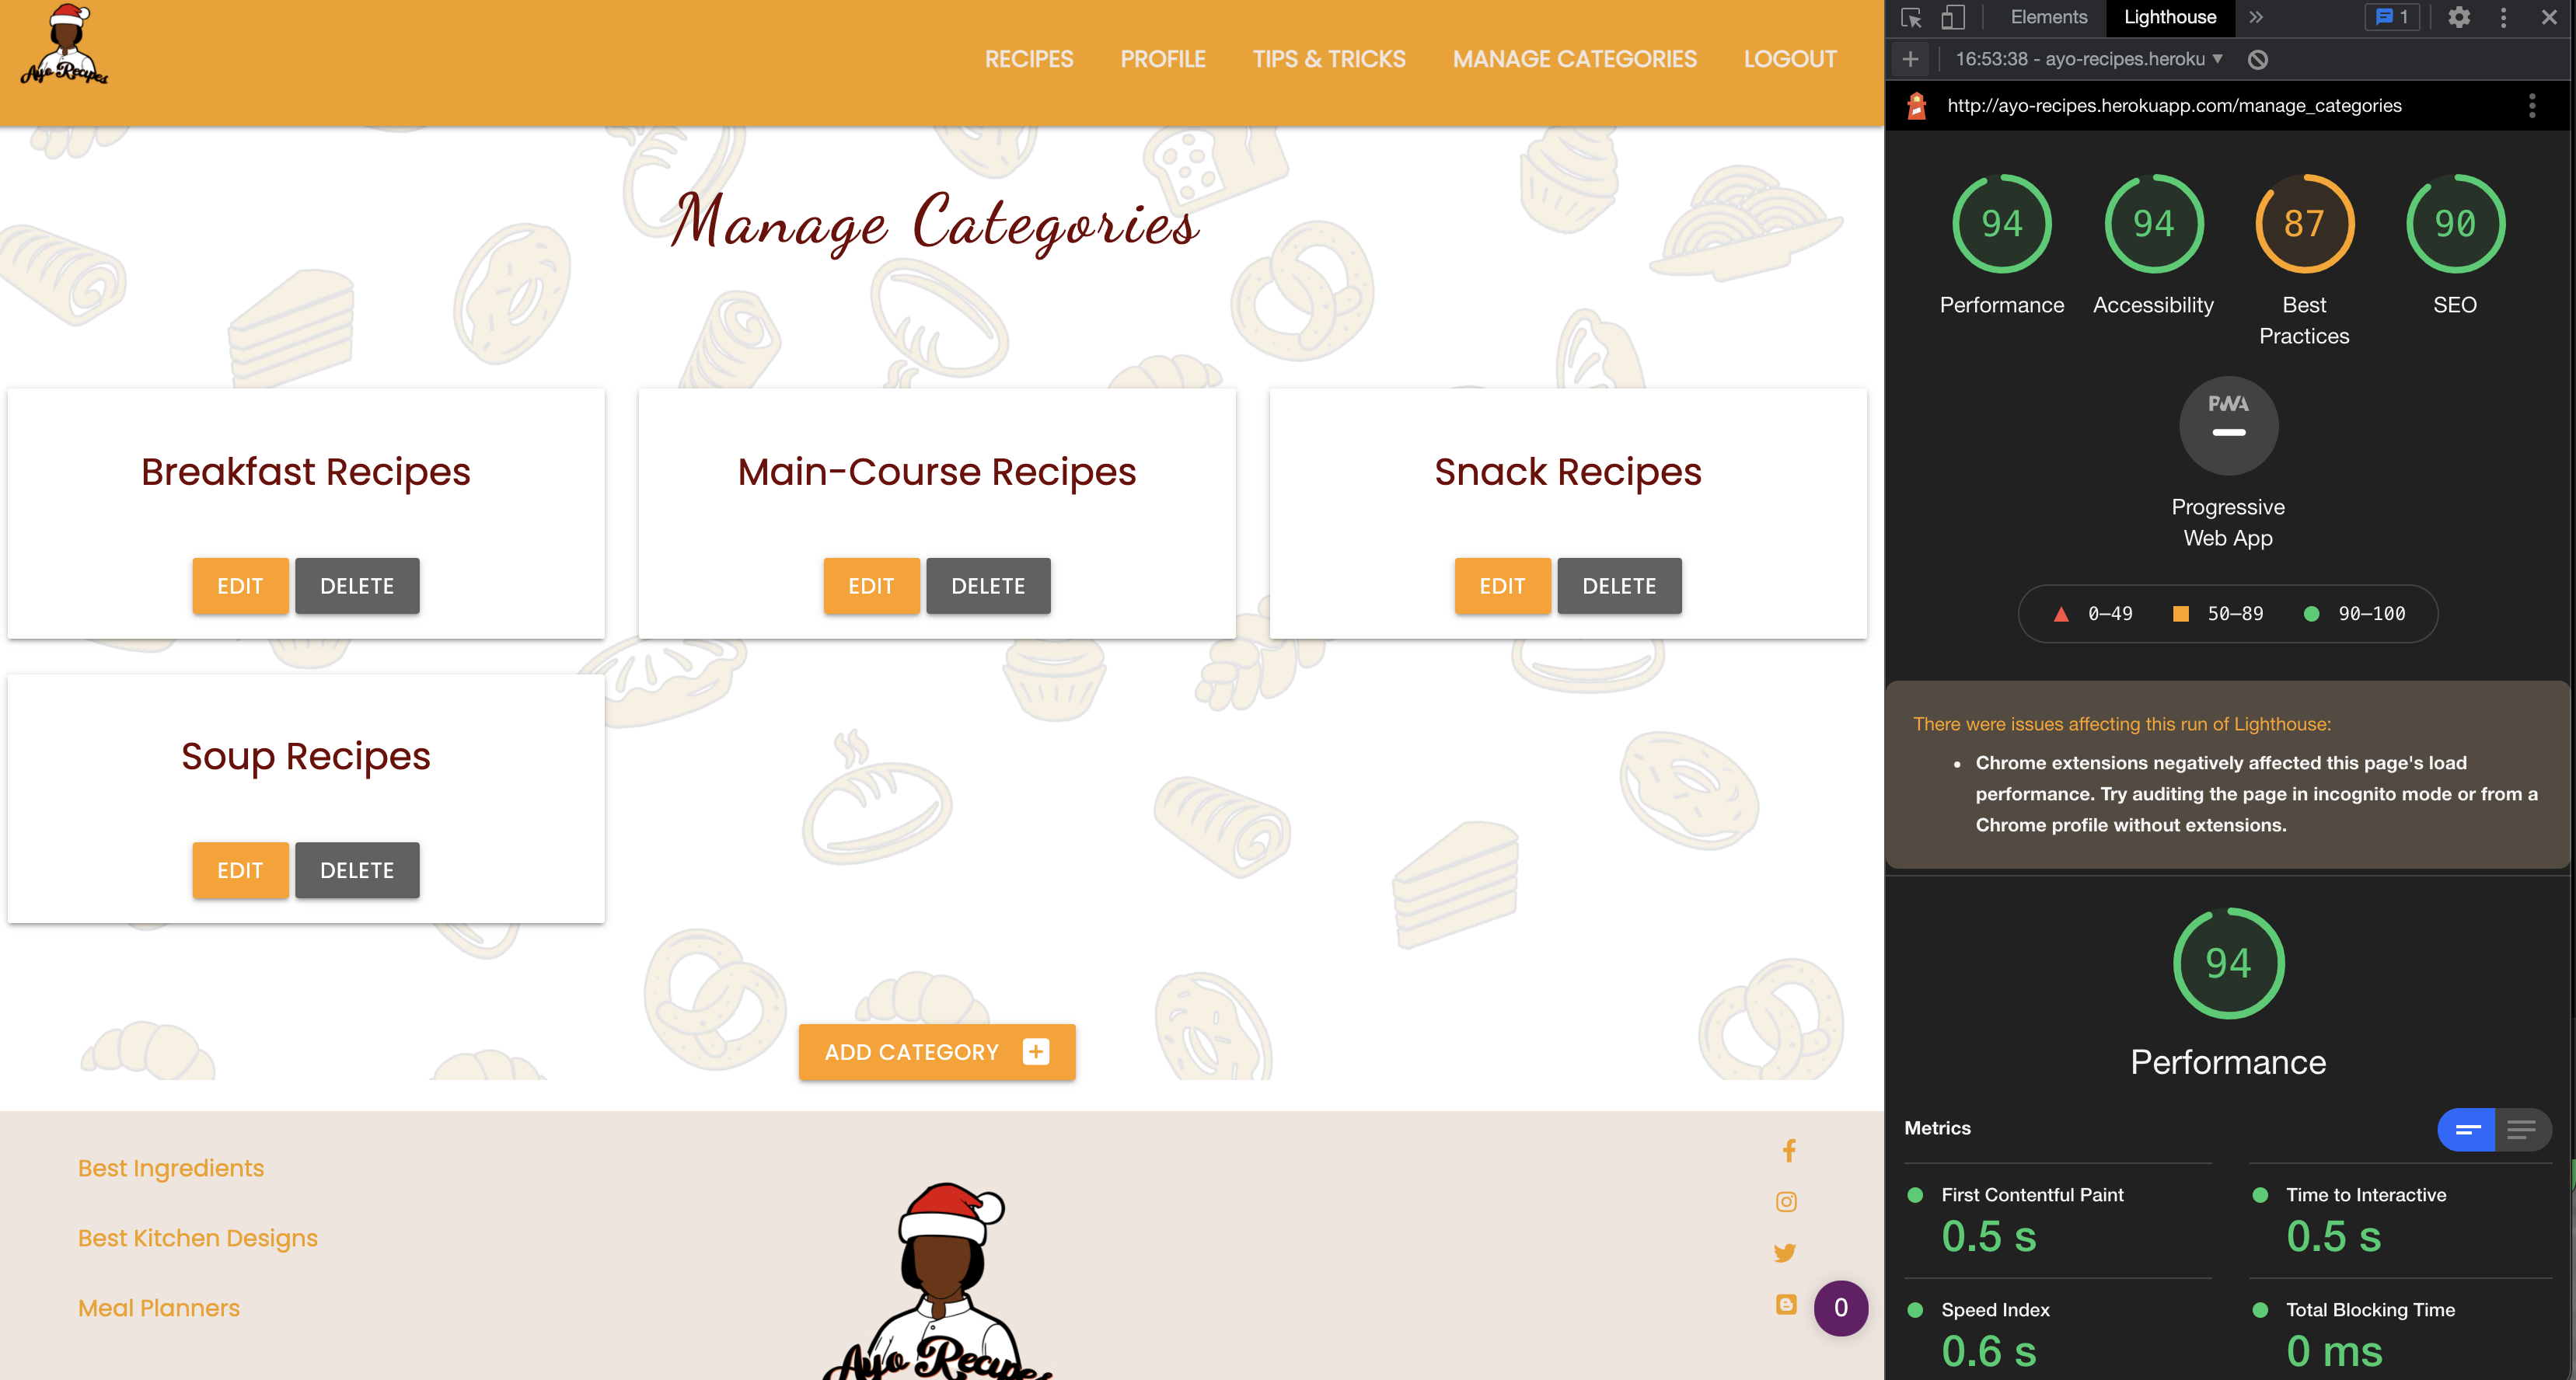 Ayo Recipes
RECIPES
PROFILE
TIPS & TRICKS
MANAGE CATEGORIES
LOGOUT
Manage Categories
Breakfast Recipes
EDIT
DELETE
Main-Course Recipes
EDIT
DELETE
Snack Recipes
EDIT
DELETE
Soup Recipes
EDIT
DELETE
ADD CATEGORY
Best Ingredients
Best Kitchen Designs
Meal Planners
Ayo Recipes
0
Elements
Lighthouse
1
16:53:38 - ayo-recipes.heroku
http://ayo-recipes.herokuapp.com/manage_categories
94
Performance
94
Accessibility
87
Best
Practices
90
SEO
PWA
Progressive
Web App
0–49
50–89
90–100
There were issues affecting this run of Lighthouse:
Chrome extensions negatively affected this page's load
performance. Try auditing the page in incognito mode or from a
Chrome profile without extensions.
94
Performance
Metrics
First Contentful Paint
0.5 s
Time to Interactive
0.5 s
Speed Index
0.6 s
Total Blocking Time
0 ms